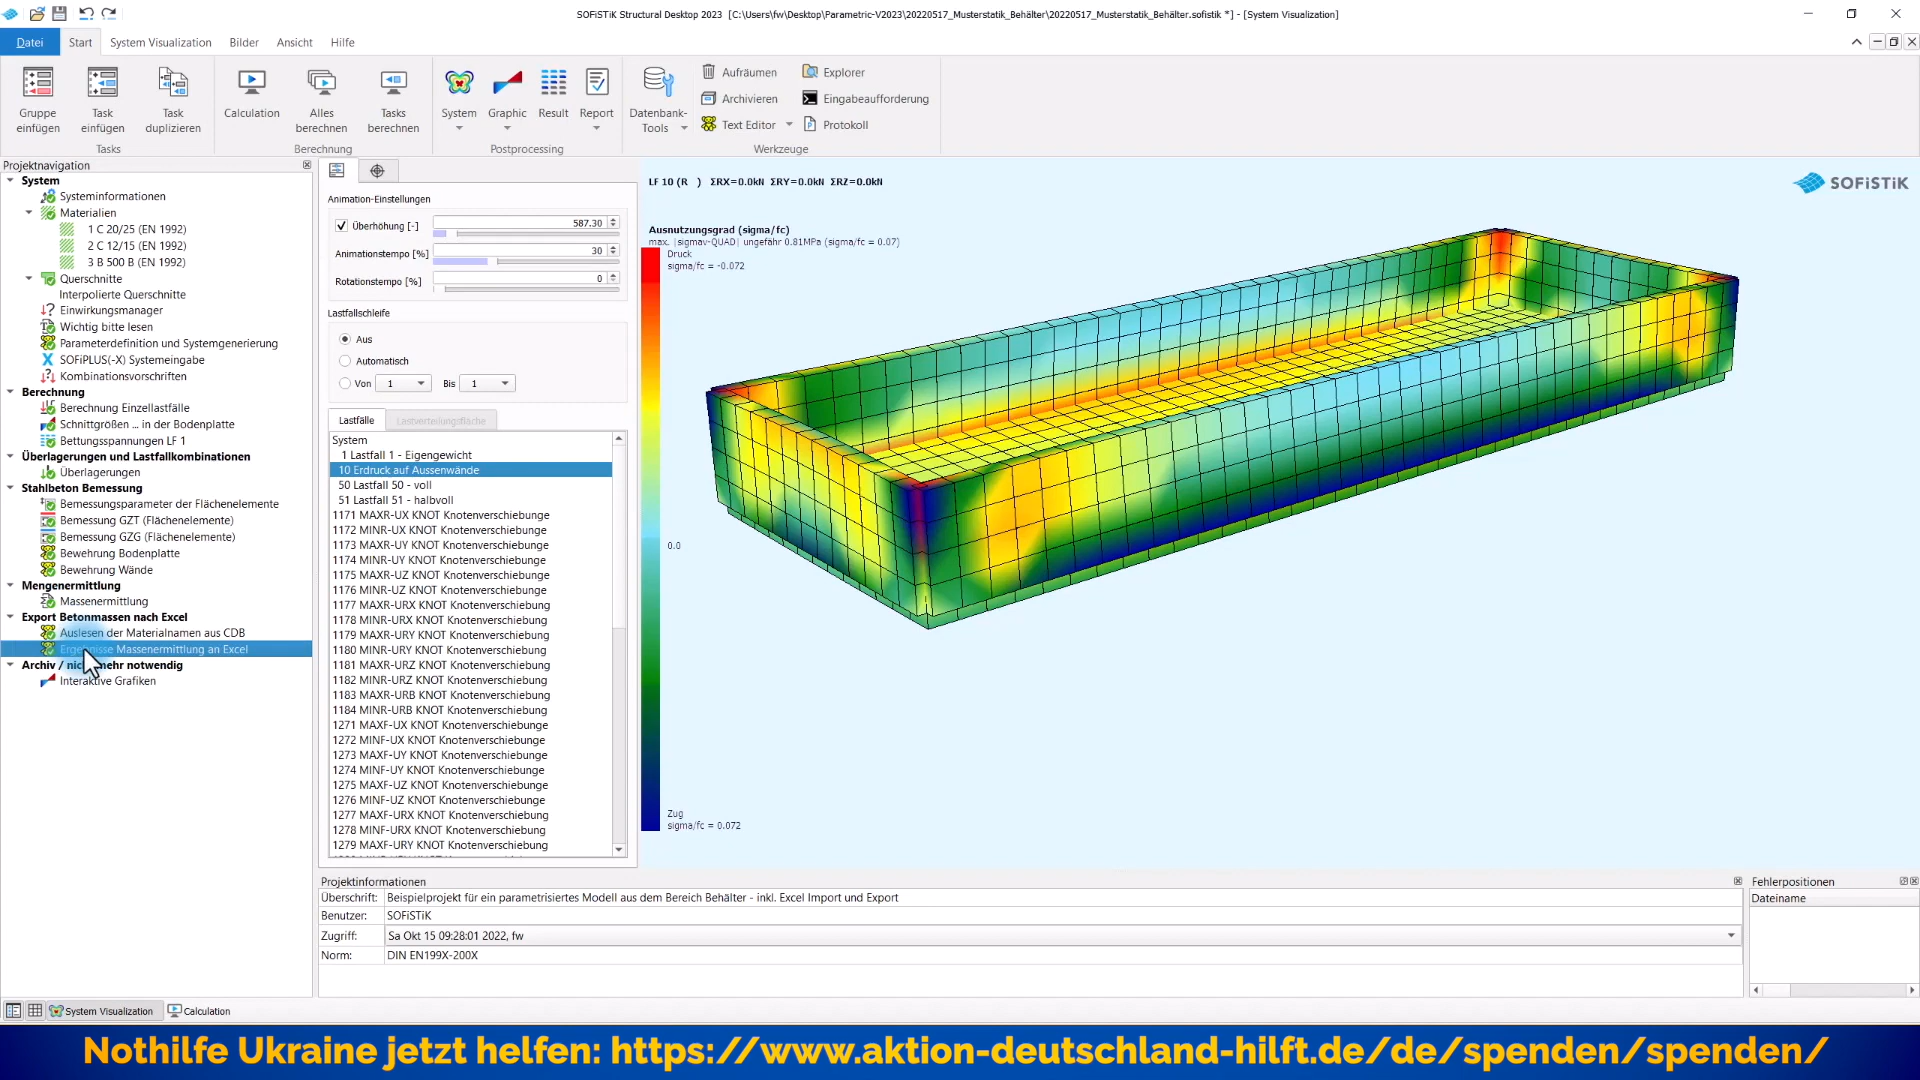 SOFiSTiK Structural Desktop 2023 [C:\Users\fw\Desktop\Parametric-V2023\20220517_Musterstatik_Behälter\20220517_Musterstatik_Behälter.sofistik *] - [System Visualization]
Datei
Start
System Visualization
Bilder
Ansicht
Hilfe
Gruppe einfügen
Task einfügen
Task duplizieren
Tasks
Calculation
Alles berechnen
Tasks berechnen
Berechnung
System
Graphic
Result
Report
Postprocessing
Datenbank-Tools
Aufräumen
Archivieren
Text Editor
Explorer
Eingabeaufforderung
Protokoll
Werkzeuge
Projektnavigation
System
Systeminformationen
Materialien
1 C 20/25 (EN 1992)
2 C 12/15 (EN 1992)
3 B 500 B (EN 1992)
Querschnitte
Interpolierte Querschnitte
Einwirkungsmanager
Wichtig bitte lesen
Parameterdefinition und Systemgenerierung
SOFiPLUS(-X) Systemeingabe
Kombinationsvorschriften
Berechnung
Berechnung Einzellastfälle
Schnittgrößen ... in der Bodenplatte
Bettungsspannungen LF 1
Überlagerungen und Lastfallkombinationen
Überlagerungen
Stahlbeton Bemessung
Bemessungsparameter der Flächenelemente
Bemessung GZT (Flächenelemente)
Bemessung GZG (Flächenelemente)
Bewehrung Bodenplatte
Bewehrung Wände
Mengenermittlung
Massenermittlung
Export Betonmassen nach Excel
Auslesen der Materialnamen aus CDB
Ergebnisse Massenermittlung an Excel
Archiv / nicht mehr notwendig
Interaktive Grafiken
Animation-Einstellungen
Überhöhung [-] 587.30
Animationstempo [%] 30
Rotationstempo [%] 0
Lastfallschleife
Aus
Automatisch
Von 1 Bis 1
Lastfälle
Lastverteilungsfläche
System
1 Lastfall 1 - Eigengewicht
10 Erdruck auf Aussenwände
50 Lastfall 50 - voll
51 Lastfall 51 - halbvoll
1171 MAXR-UX KNOT Knotenverschiebunge
1172 MINR-UX KNOT Knotenverschiebung
1173 MAXR-UY KNOT Knotenverschiebunge
1174 MINR-UY KNOT Knotenverschiebung
1175 MAXR-UZ KNOT Knotenverschiebunge
1176 MINR-UZ KNOT Knotenverschiebung
1177 MAXR-URX KNOT Knotenverschiebung
1178 MINR-URX KNOT Knotenverschiebung
1179 MAXR-URY KNOT Knotenverschiebung
1180 MINR-URY KNOT Knotenverschiebung
1181 MAXR-URZ KNOT Knotenverschiebung
1182 MINR-URZ KNOT Knotenverschiebung
1183 MAXR-URB KNOT Knotenverschiebung
1184 MINR-URB KNOT Knotenverschiebung
1271 MAXF-UX KNOT Knotenverschiebunge
1272 MINF-UX KNOT Knotenverschiebung
1273 MAXF-UY KNOT Knotenverschiebunge
1274 MINF-UY KNOT Knotenverschiebung
1275 MAXF-UZ KNOT Knotenverschiebunge
1276 MINF-UZ KNOT Knotenverschiebung
1277 MAXF-URX KNOT Knotenverschiebung
1278 MINF-URX KNOT Knotenverschiebung
1279 MAXF-URY KNOT Knotenverschiebung
LF 10 (R ) ΣRX=0.0kN ΣRY=0.0kN ΣRZ=0.0kN
SOFiSTiK
Ausnutzungsgrad (sigma/fc)
max. |sigmav-QUAD| ungefähr 0.81MPa (sigma/fc = 0.07)
Druck
sigma/fc = -0.072
0.0
Zug
sigma/fc = 0.072
Projektinformationen
Überschrift: Beispielprojekt für ein parametrisiertes Modell aus dem Bereich Behälter - inkl. Excel Import und Export
Benutzer: SOFiSTiK
Zugriff: Sa Okt 15 09:28:01 2022, fw
Norm: DIN EN199X-200X
Fehlerpositionen
Dateiname
System Visualization
Calculation
Nothilfe Ukraine jetzt helfen: https://www.aktion-deutschland-hilft.de/de/spenden/spenden/